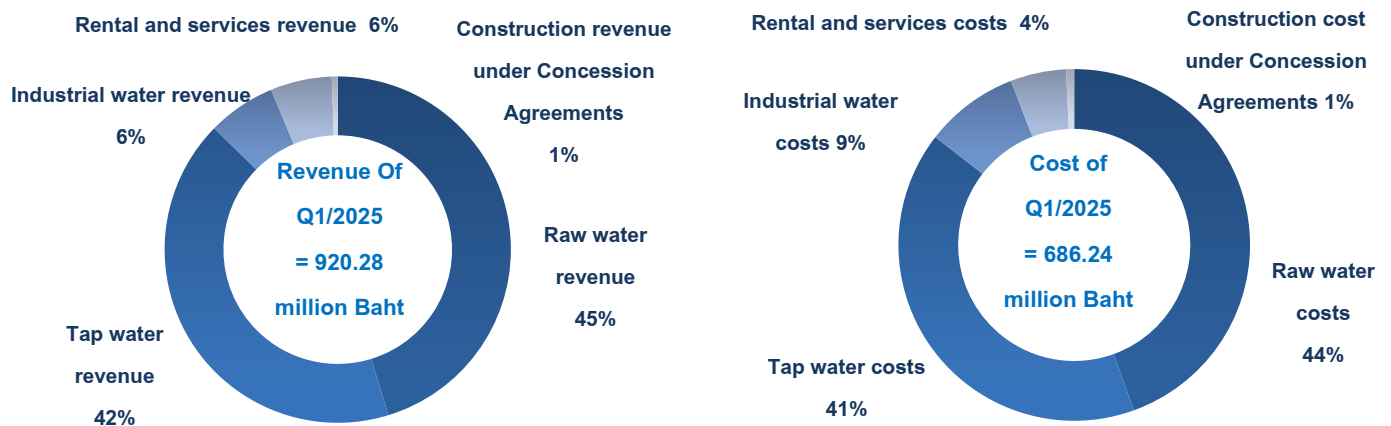 Rental and services revenue  6%
Construction revenue
under Concession
Agreements
1%
Industrial water revenue
6%
Revenue Of
Q1/2025
= 920.28
million Baht
Raw water
revenue
45%
Tap water
revenue
42%
Rental and services costs  4%
Construction cost
under Concession
Agreements 1%
Industrial water
costs 9%
Cost of
Q1/2025
= 686.24
million Baht
Raw water
costs
44%
Tap water costs
41%